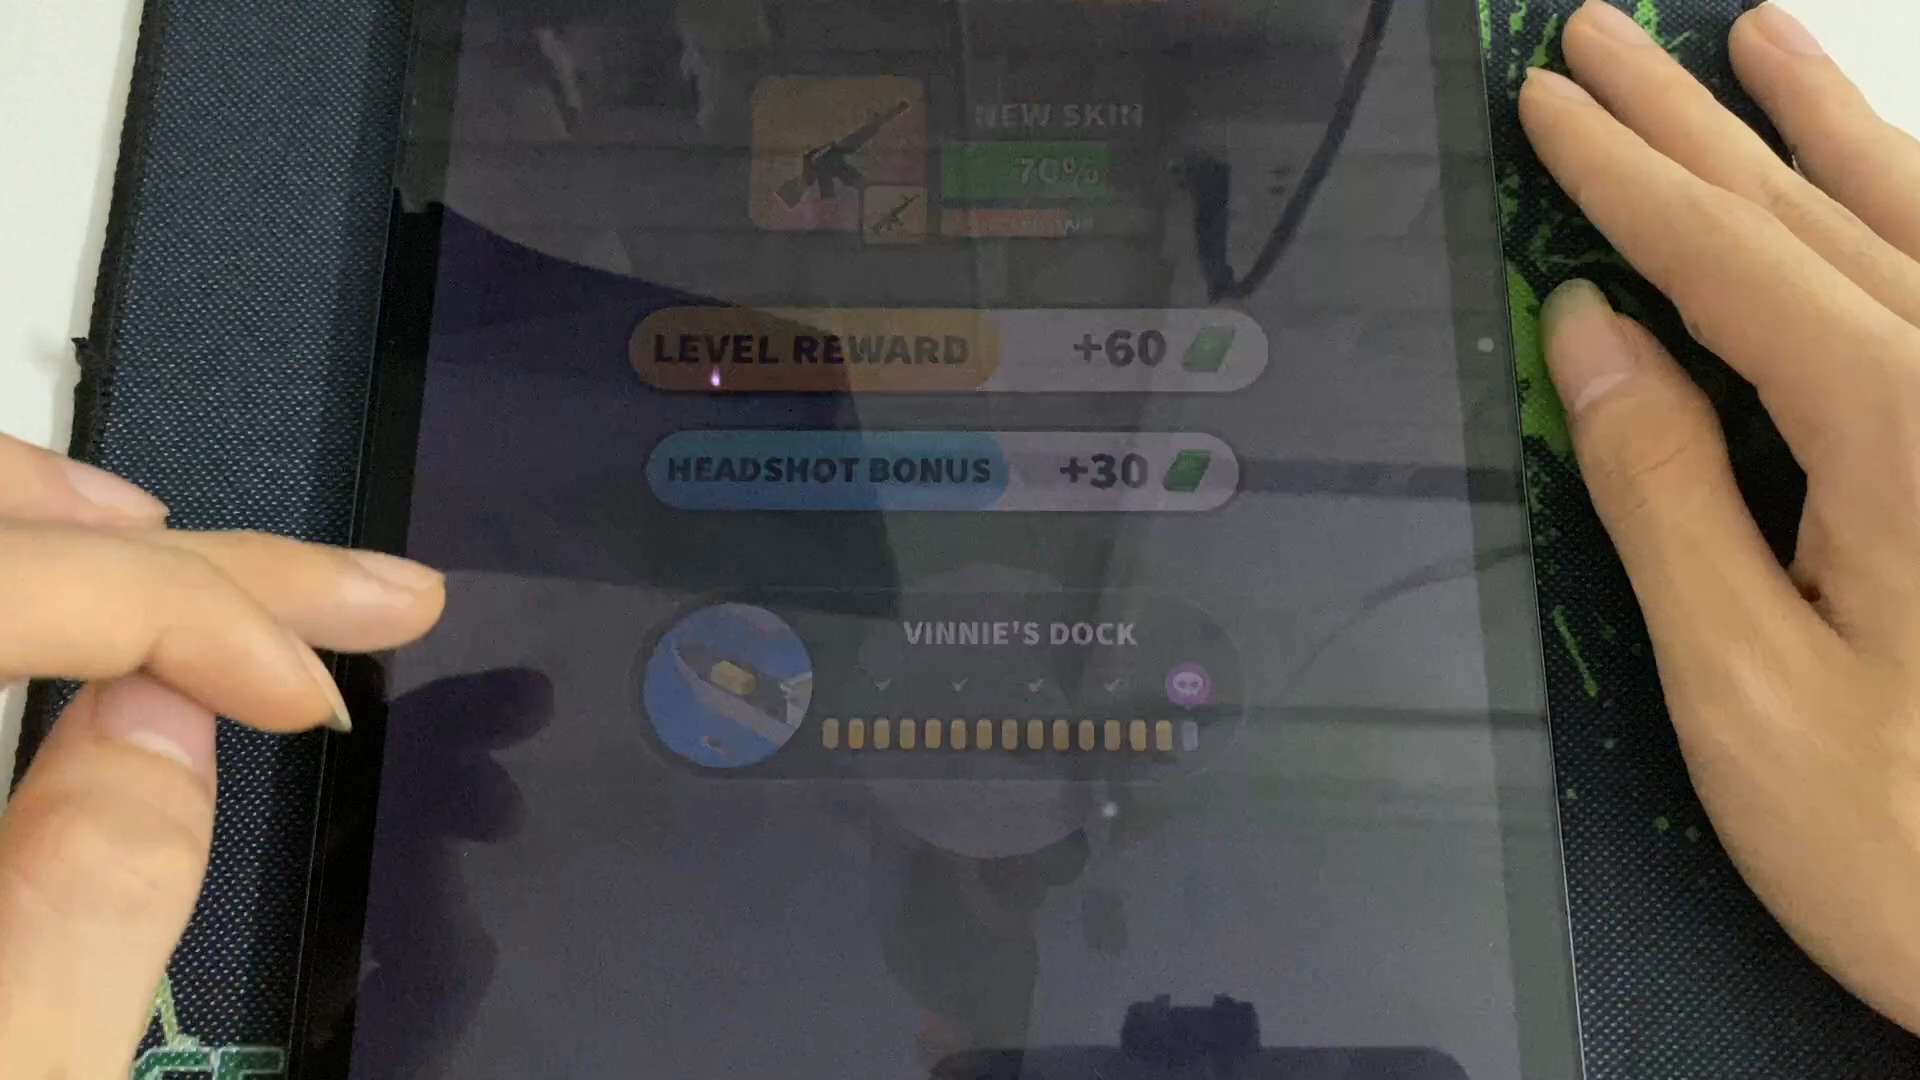 NEW SKIN
70%
LEVEL REWARD +60
HEADSHOT BONUS +30
VINNIE'S DOCK